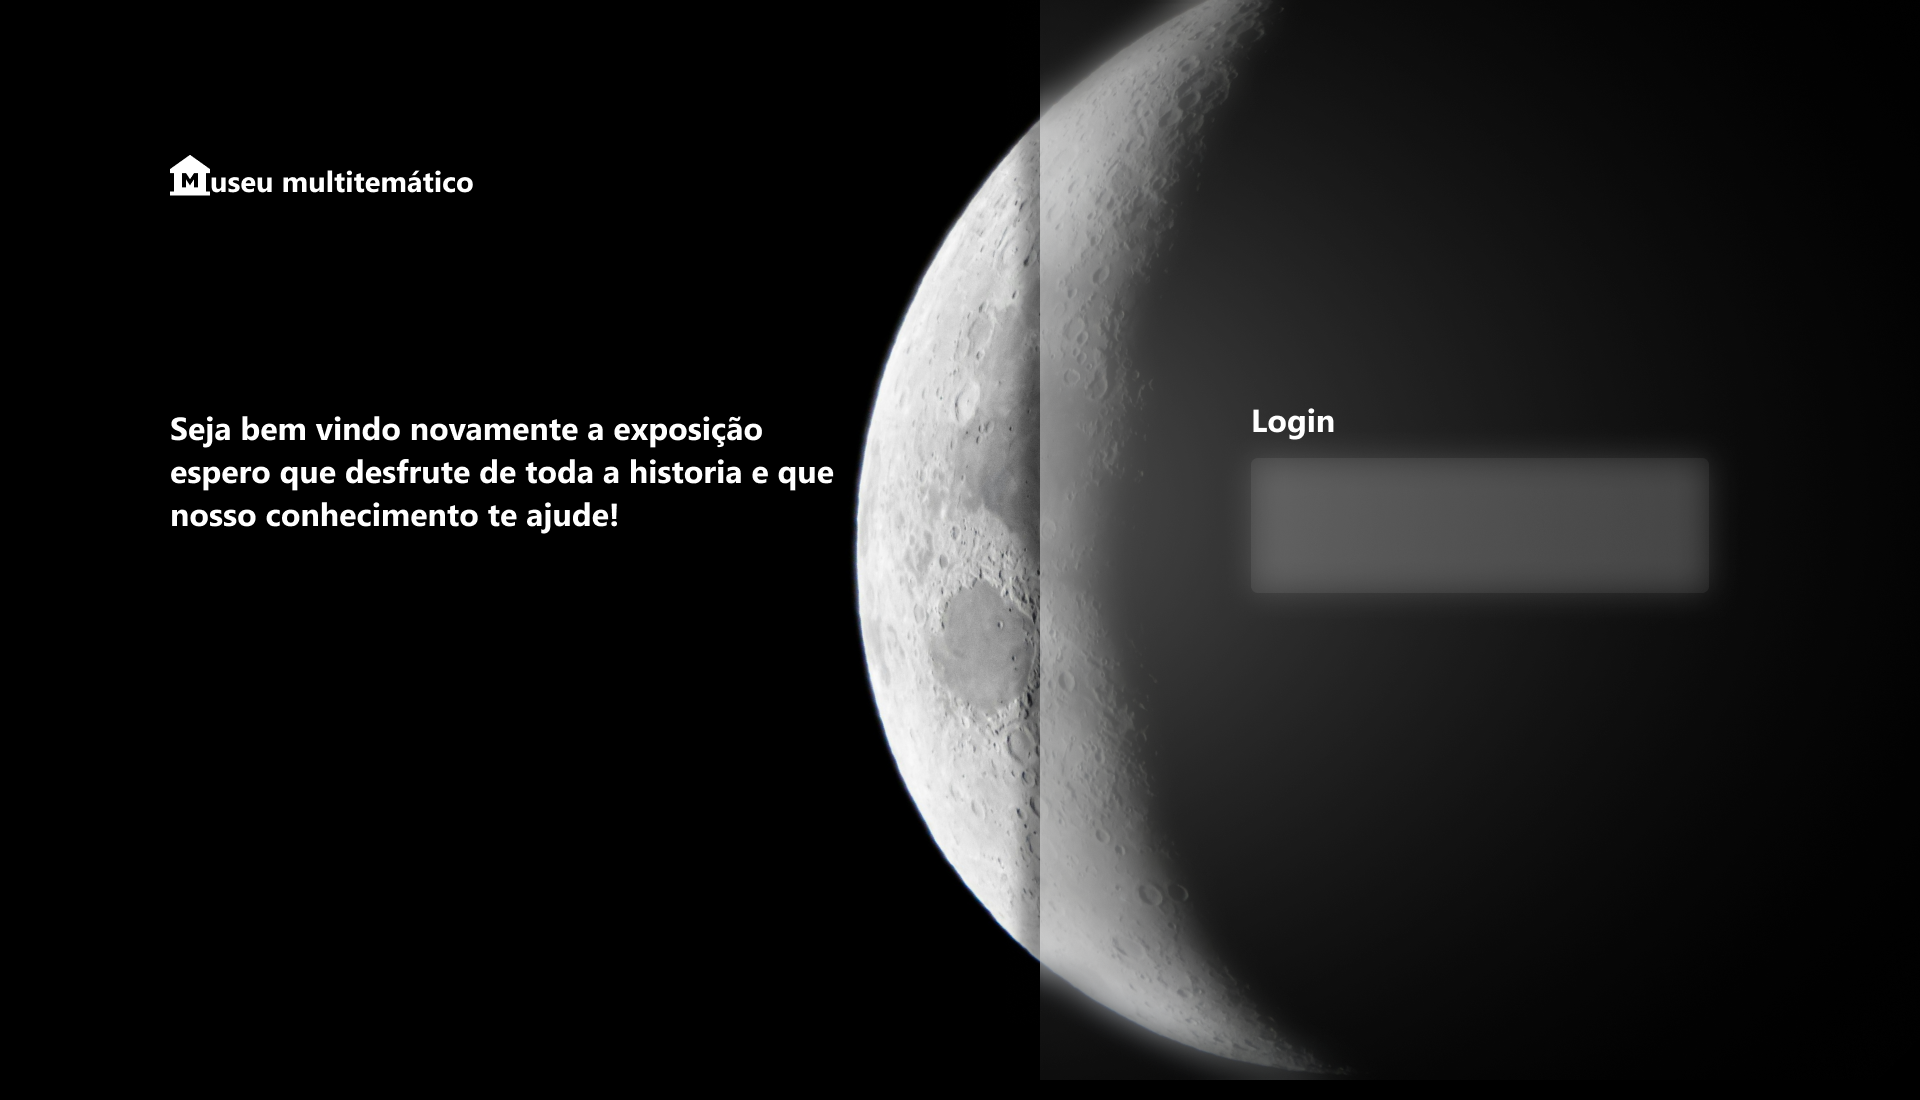 Museu multitemático
Seja bem vindo novamente a exposição
espero que desfrute de toda a historia e que
nosso conhecimento te ajude!
Login